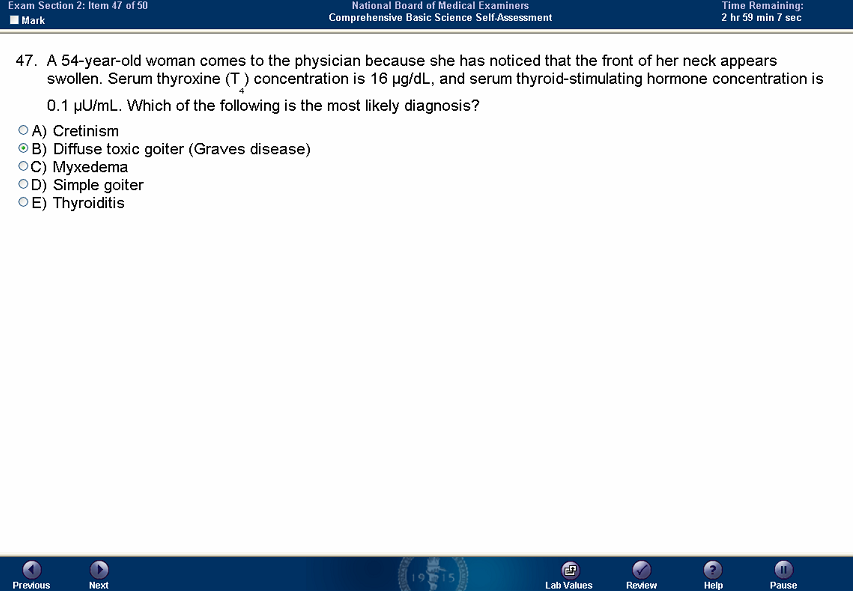 Exam Section 2: Item 47 of 50 National Board of Medical Examiners Time Remaining:
Mark Comprehensive Basic Science Self-Assessment 2 hr 59 min 7 sec
47. A 54-year-old woman comes to the physician because she has noticed that the front of her neck appears
swollen. Serum thyroxine (T4) concentration is 16 µg/dL, and serum thyroid-stimulating hormone concentration is
0.1 µU/mL. Which of the following is the most likely diagnosis?
A) Cretinism
B) Diffuse toxic goiter (Graves disease)
C) Myxedema
D) Simple goiter
E) Thyroiditis
1915
Previous Next Lab Values Review Help Pause